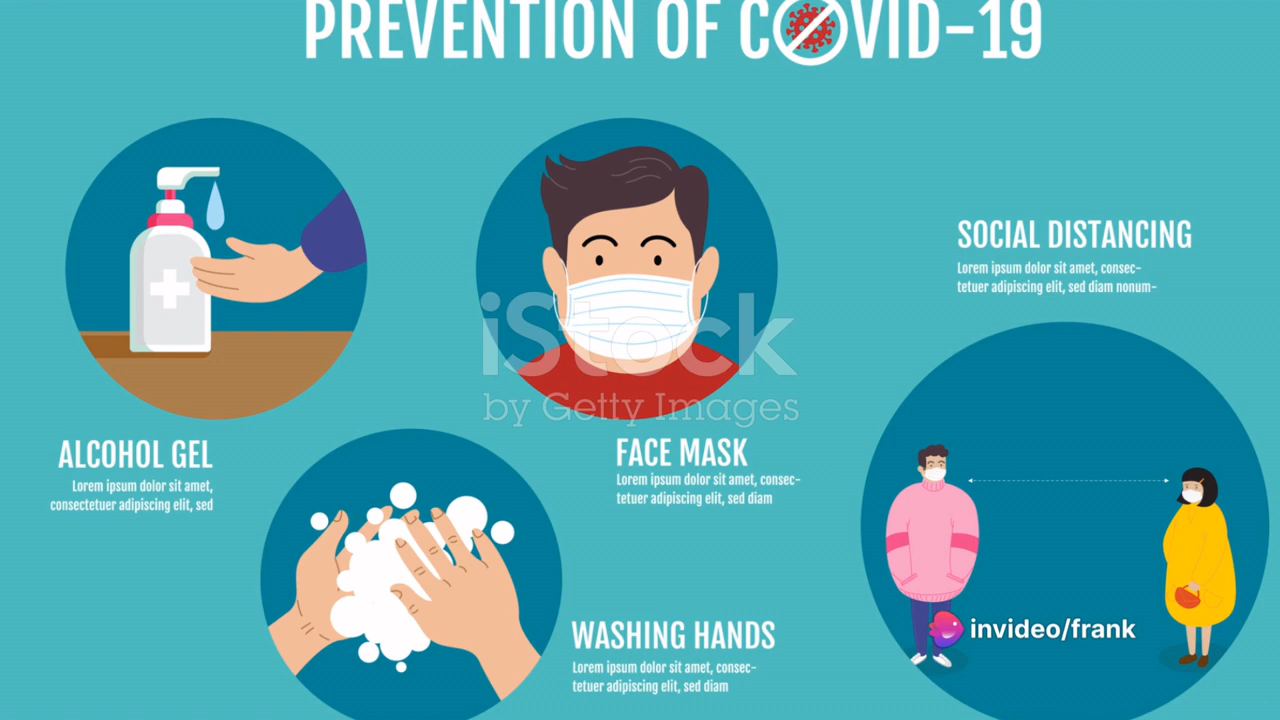 PREVENTION OF COVID-19
SOCIAL DISTANCING
Lorem ipsum dolor sit amet, consec-
tetuer adipiscing elit, sed diam nonum-
iStock
by Getty Images
ALCOHOL GEL
Lorem ipsum dolor sit amet,
consectetuer adipiscing elit, sed
FACE MASK
Lorem ipsum dolor sit amet, consec-
tetuer adipiscing elit, sed diam
WASHING HANDS
Lorem ipsum dolor sit amet, consec-
tetuer adipiscing elit, sed diam
invideo/frank